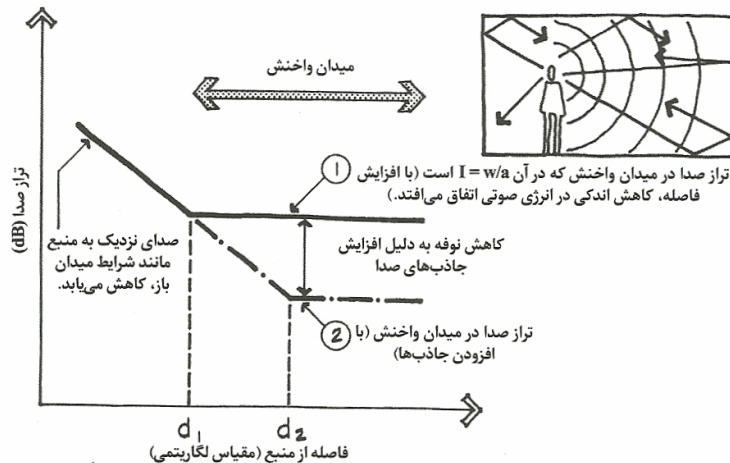 میدان واخنش
تراز صدا در میدان واخنش که در آن I = w/a است (با افزایش
فاصله، کاهش اندکی در انرژی صوتی اتفاق می‌افتد.)
1
تراز صدا (dB)
صدای نزدیک به منبع
مانند شرایط میدان
باز، کاهش می‌یابد.
کاهش نوفه به دلیل افزایش
جاذب‌های صدا
2
تراز صدا در میدان واخنش (با
افزودن جاذب‌ها)
d1
d2
فاصله از منبع (مقیاس لگاریتمی)